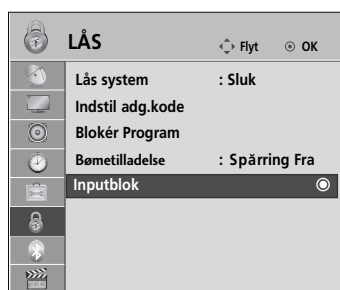 LÅS Flyt OK
Lås system : Sluk
Indstil adg.kode
Blokér Program
Bømetilladelse : Spärring Fra
Inputblok